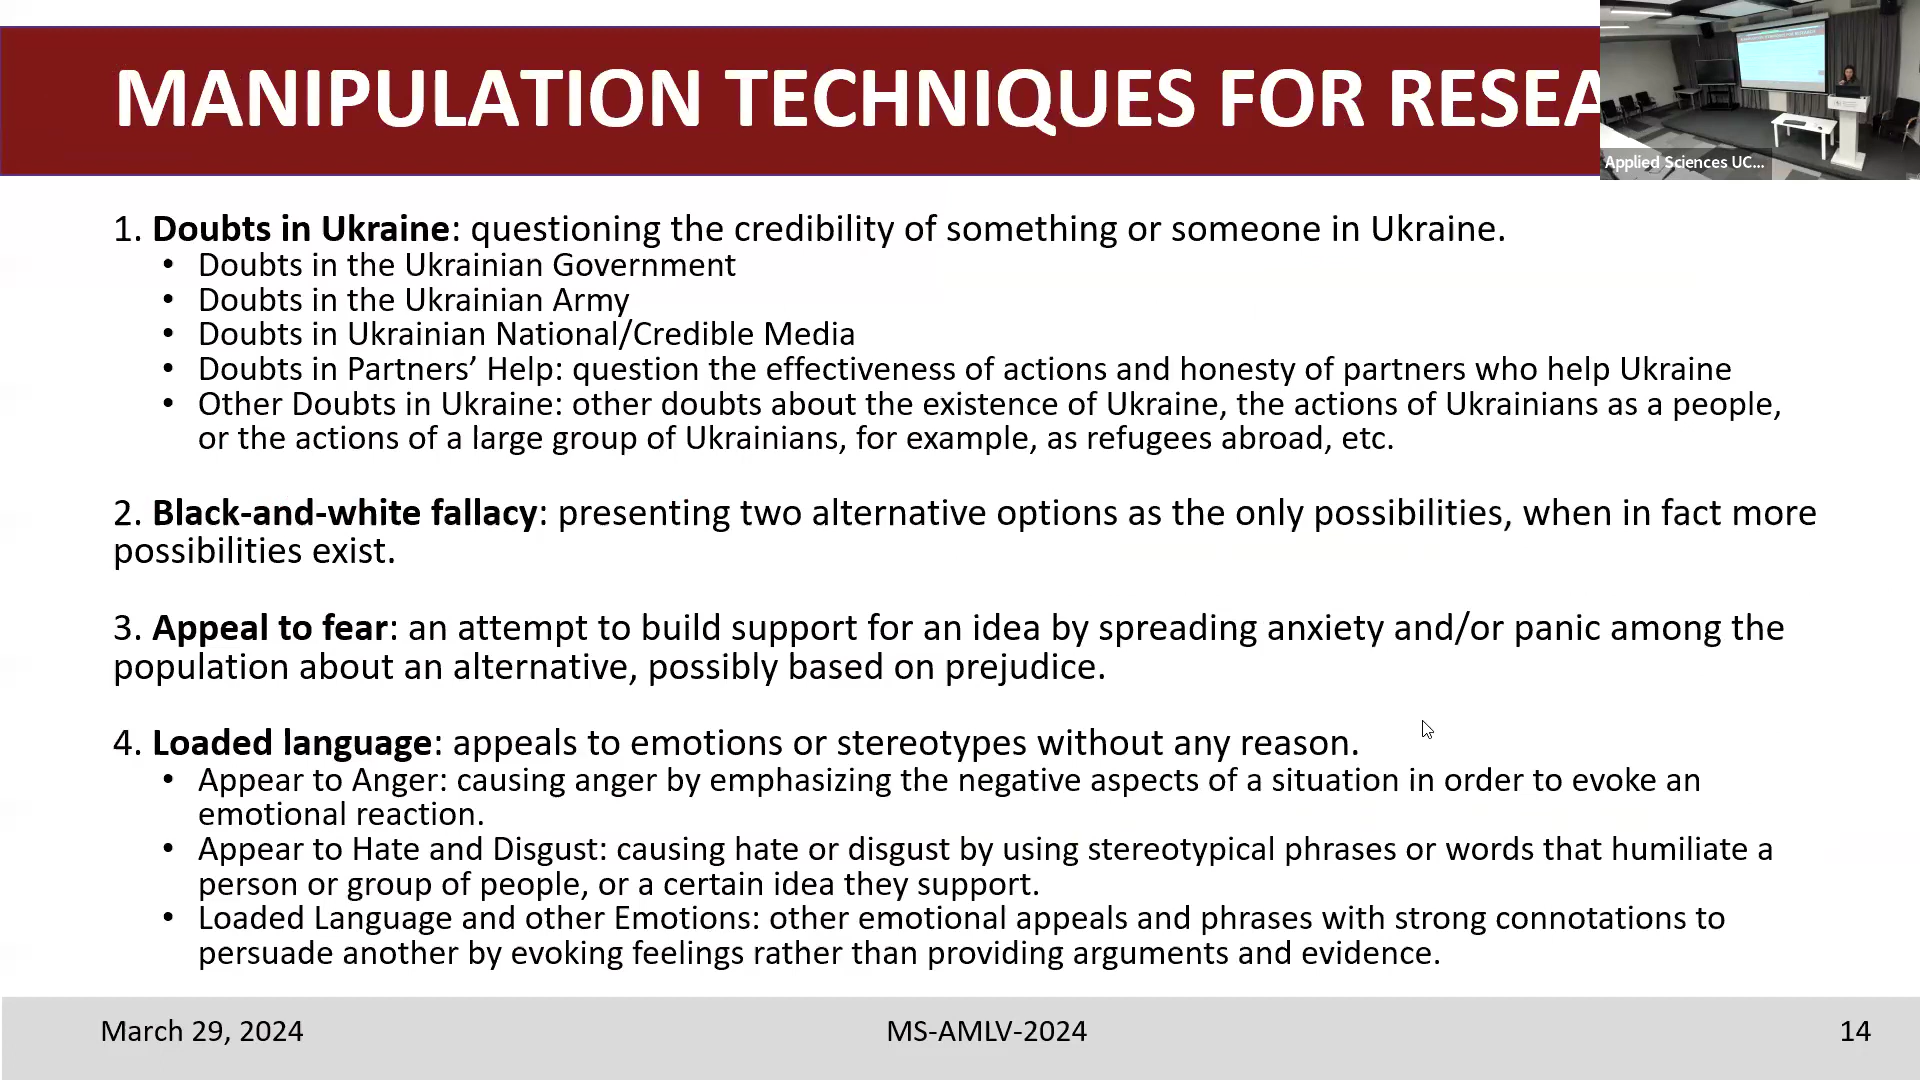 MANIPULATION TECHNIQUES FOR RESEA
Applied Sciences UC...
1. Doubts in Ukraine: questioning the credibility of something or someone in Ukraine.
• Doubts in the Ukrainian Government
• Doubts in the Ukrainian Army
• Doubts in Ukrainian National/Credible Media
• Doubts in Partners’ Help: question the effectiveness of actions and honesty of partners who help Ukraine
• Other Doubts in Ukraine: other doubts about the existence of Ukraine, the actions of Ukrainians as a people,
or the actions of a large group of Ukrainians, for example, as refugees abroad, etc.
2. Black-and-white fallacy: presenting two alternative options as the only possibilities, when in fact more
possibilities exist.
3. Appeal to fear: an attempt to build support for an idea by spreading anxiety and/or panic among the
population about an alternative, possibly based on prejudice.
4. Loaded language: appeals to emotions or stereotypes without any reason.
• Appear to Anger: causing anger by emphasizing the negative aspects of a situation in order to evoke an
emotional reaction.
• Appear to Hate and Disgust: causing hate or disgust by using stereotypical phrases or words that humiliate a
person or group of people, or a certain idea they support.
• Loaded Language and other Emotions: other emotional appeals and phrases with strong connotations to
persuade another by evoking feelings rather than providing arguments and evidence.
March 29, 2024
MS-AMLV-2024
14